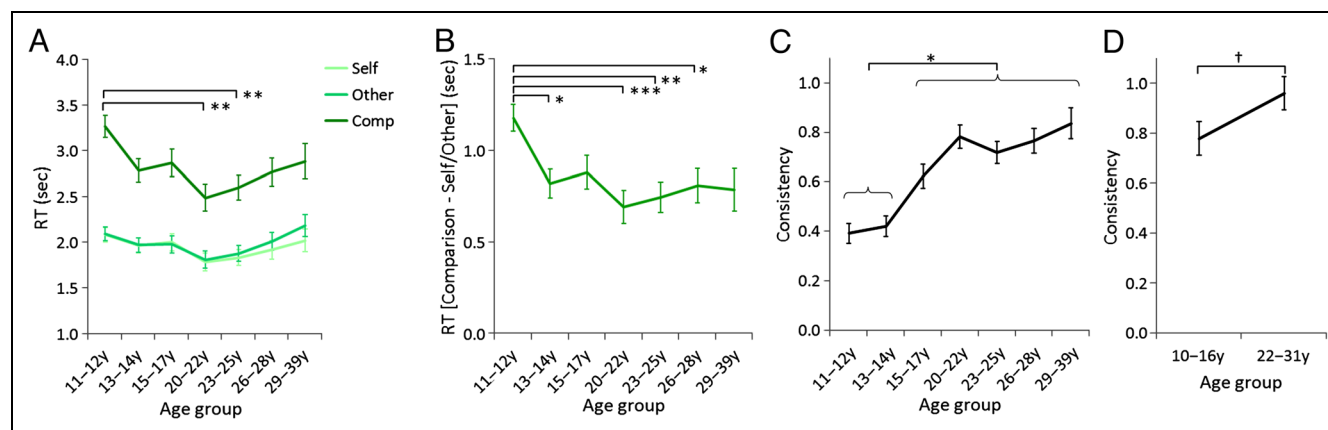 A
RT (sec)
4.0
3.5
3.0
2.5
2.0
1.5
1.0
**
**
Self
Other
Comp
11–12y
13–14y
15–17y
20–22y
23–25y
26–28y
29–39y
Age group
B
RT [Comparison - Self/Other] (sec)
1.5
1.0
0.5
0.0
*
**
***
*
11–12y
13–14y
15–17y
20–22y
23–25y
26–28y
29–39y
Age group
C
Consistency
1.0
0.8
0.6
0.4
0.2
0.0
*
11–12y
13–14y
15–17y
20–22y
23–25y
26–28y
29–39y
Age group
D
Consistency
1.0
0.8
0.6
0.4
0.2
0.0
†
10–16y
22–31y
Age group